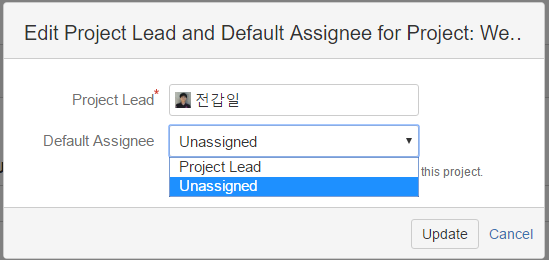 Edit Project Lead and Default Assignee for Project: We..
Project Lead*
전갑일
Default Assignee
Unassigned
Project Lead
Unassigned
this project.
Update
Cancel